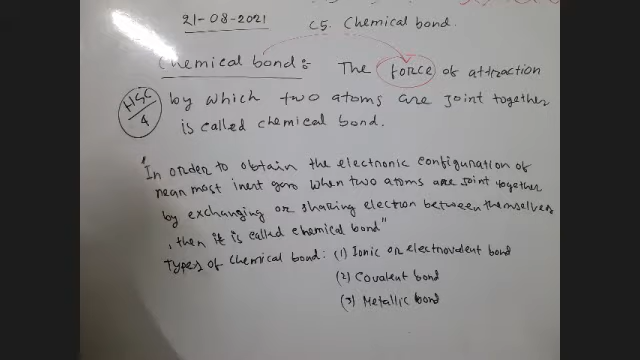 21-08-2021 C5. Chemical bond.
Chemical bond: The force of attraction
HSC
4
by which two atoms are joint together
is called chemical bond.
"In order to obtain the electronic configuration of
near most inert gas when two atoms are joint together
by exchanging or sharing electron between themselves
, then it is called chemical bond"
Types of chemical bond: (1) Ionic or electrovalent bond
(2) Covalent bond
(3) Metallic bond